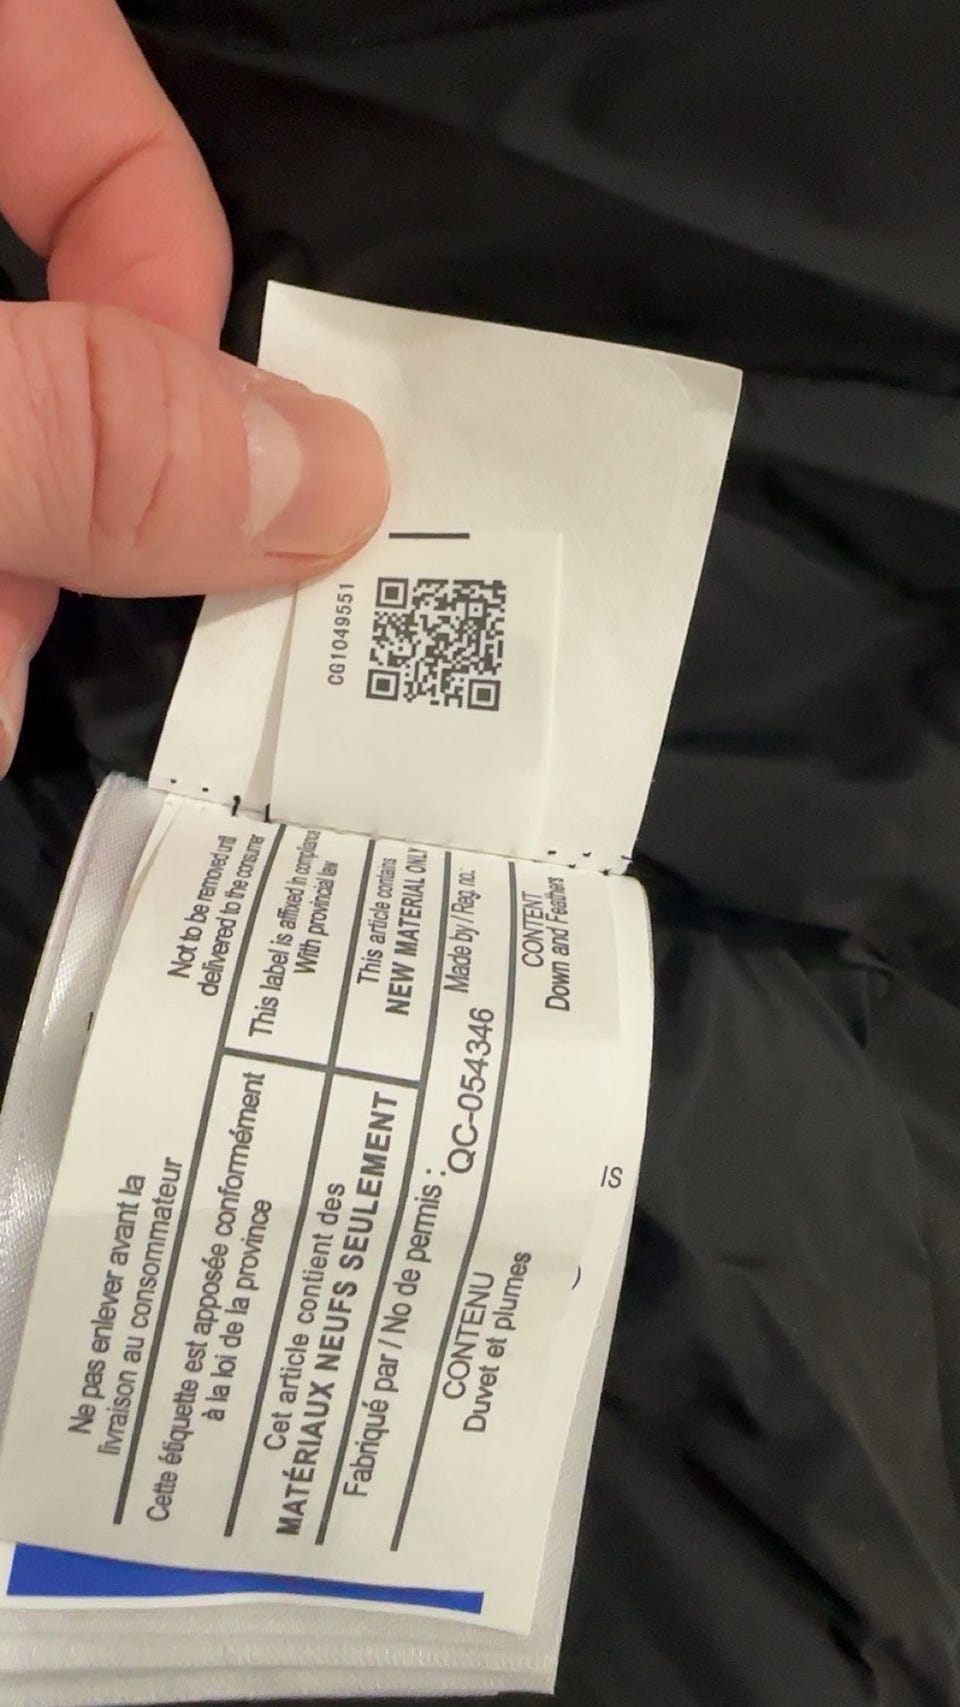 CG1049551
Ne pas enlever avant la
livraison au consommateur
Not to be removed until
delivered to the consumer
Cette étiquette est apposée conformément
à la loi de la province
This label is affixed in compliance
With provincial law
Cet article contient des
MATÉRIAUX NEUFS SEULEMENT
This article contains
NEW MATERIAL ONLY
Fabriqué par / No de permis :
QC-054346
Made by / Reg. no.:
CONTENU
Duvet et plumes
CONTENT
Down and Feathers
IS